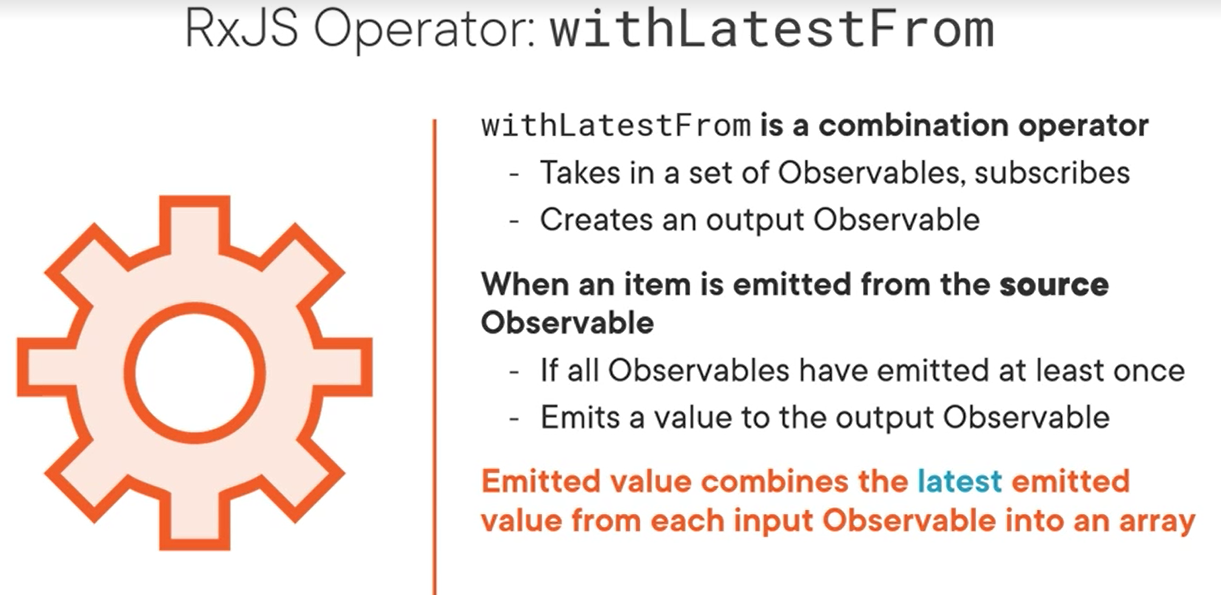 RxJS Operator: withLatestFrom
withLatestFrom is a combination operator
- Takes in a set of Observables, subscribes
- Creates an output Observable
When an item is emitted from the source
Observable
- If all Observables have emitted at least once
- Emits a value to the output Observable
Emitted value combines the latest emitted
value from each input Observable into an array